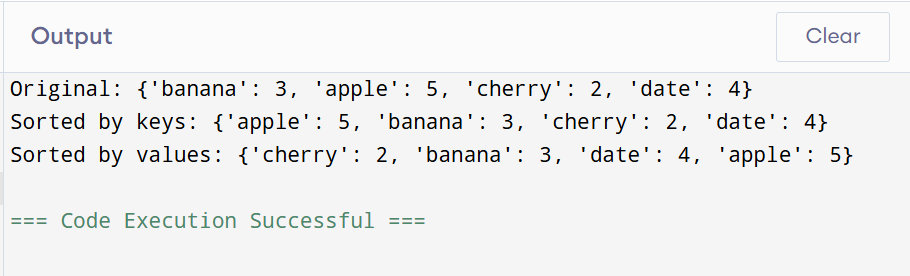 Output
Clear
Original: {'banana': 3, 'apple': 5, 'cherry': 2, 'date': 4}
Sorted by keys: {'apple': 5, 'banana': 3, 'cherry': 2, 'date': 4}
Sorted by values: {'cherry': 2, 'banana': 3, 'date': 4, 'apple': 5}
=== Code Execution Successful ===